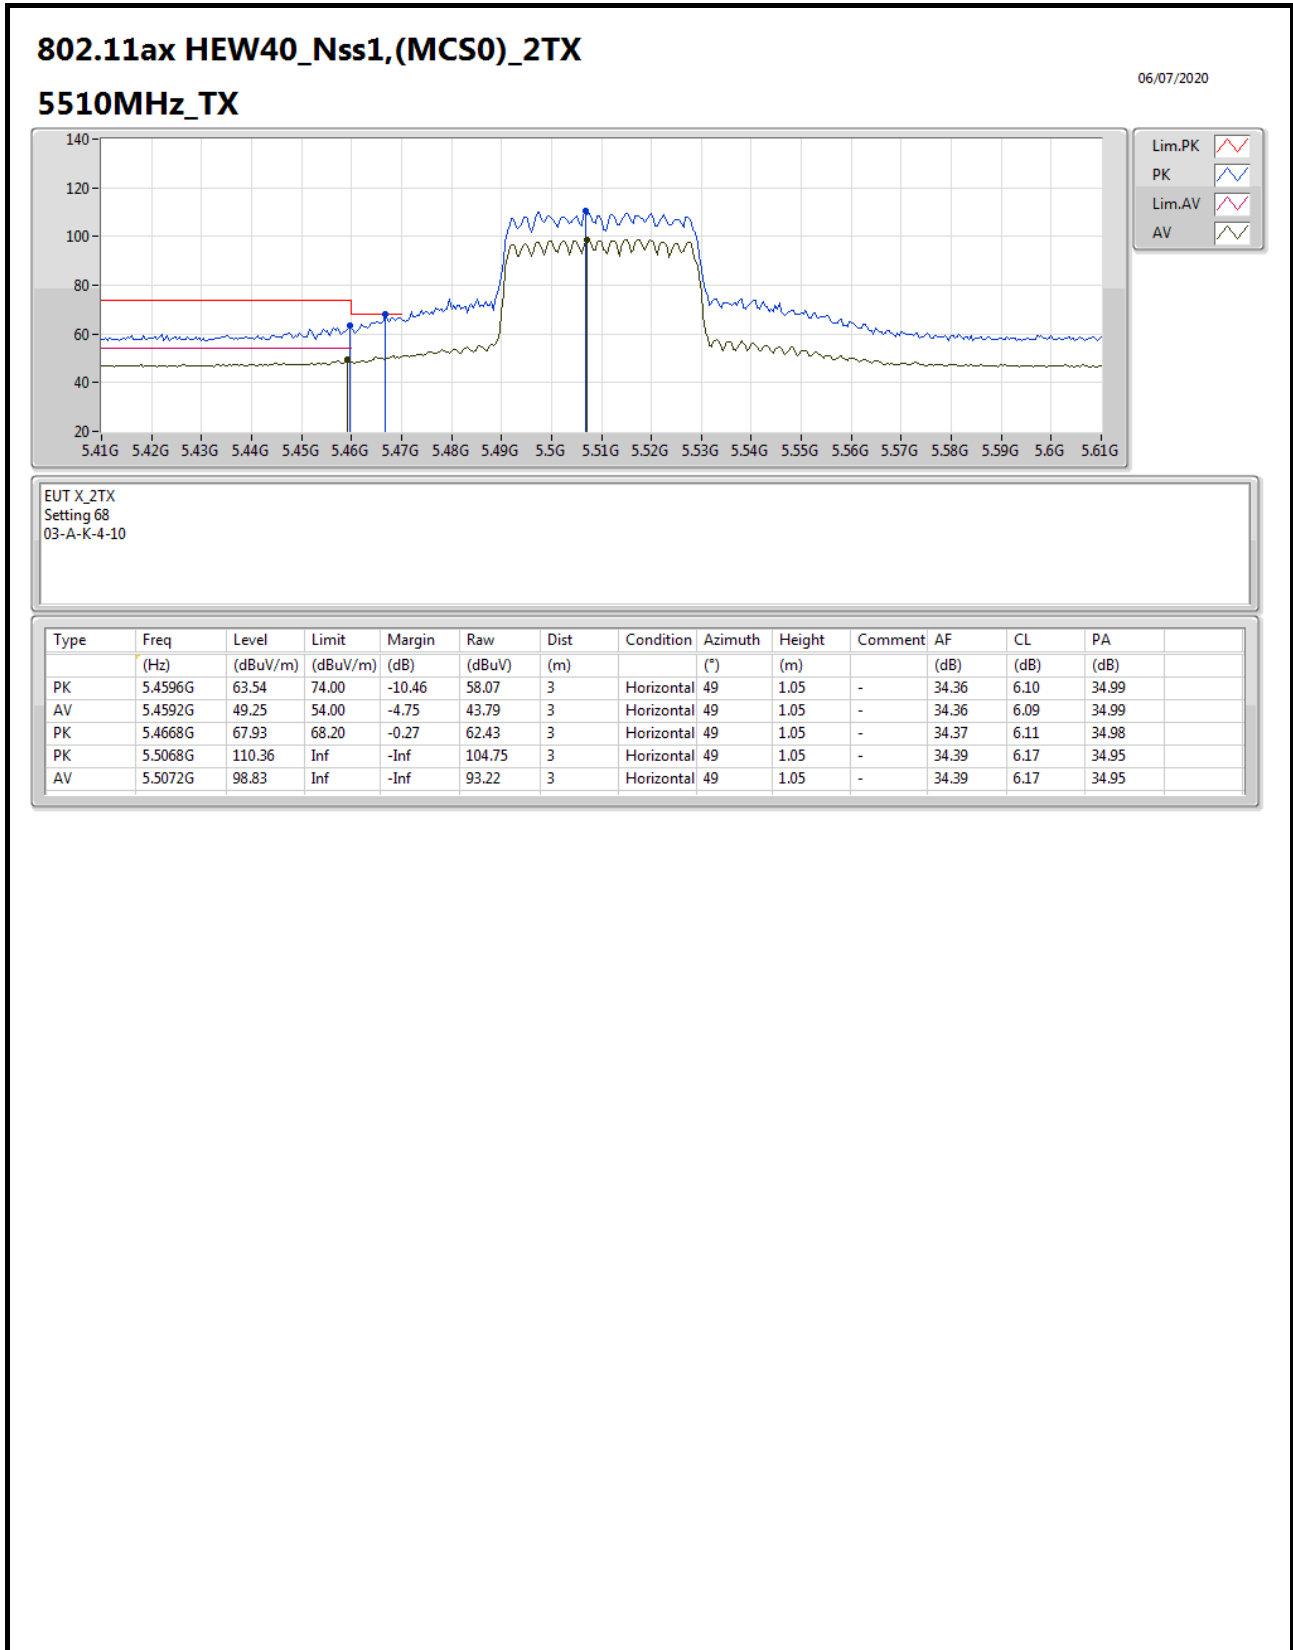 802.11ax HEW40_Nss1,(MCS0)_2TX
06/07/2020
5510MHz_TX
140
120
100
80
60
40
20
5.41G 5.42G 5.43G 5.44G 5.45G 5.46G 5.47G 5.48G 5.49G 5.5G 5.51G 5.52G 5.53G 5.54G 5.55G 5.56G 5.57G 5.58G 5.59G 5.6G 5.61G
Lim.PK
PK
Lim.AV
AV
EUT X_2TX
Setting 68
03-A-K-4-10
Type Freq Level Limit Margin Raw Dist Condition Azimuth Height Comment AF CL PA
(Hz) (dBuV/m) (dBuV/m) (dB) (dBuV) (m) (°) (m) (dB) (dB) (dB)
PK 5.4596G 63.54 74.00 -10.46 58.07 3 Horizontal 49 1.05 - 34.36 6.10 34.99
AV 5.4592G 49.25 54.00 -4.75 43.79 3 Horizontal 49 1.05 - 34.36 6.09 34.99
PK 5.4668G 67.93 68.20 -0.27 62.43 3 Horizontal 49 1.05 - 34.37 6.11 34.98
PK 5.5068G 110.36 Inf -Inf 104.75 3 Horizontal 49 1.05 - 34.39 6.17 34.95
AV 5.5072G 98.83 Inf -Inf 93.22 3 Horizontal 49 1.05 - 34.39 6.17 34.95